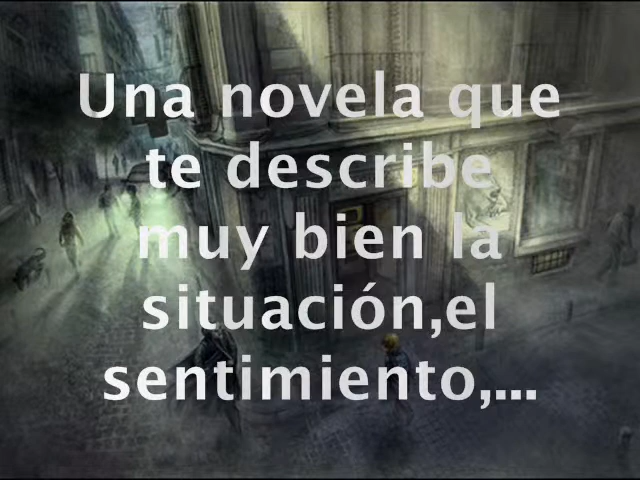 Una novela que
te describe
muy bien la
situación,el
sentimiento,...